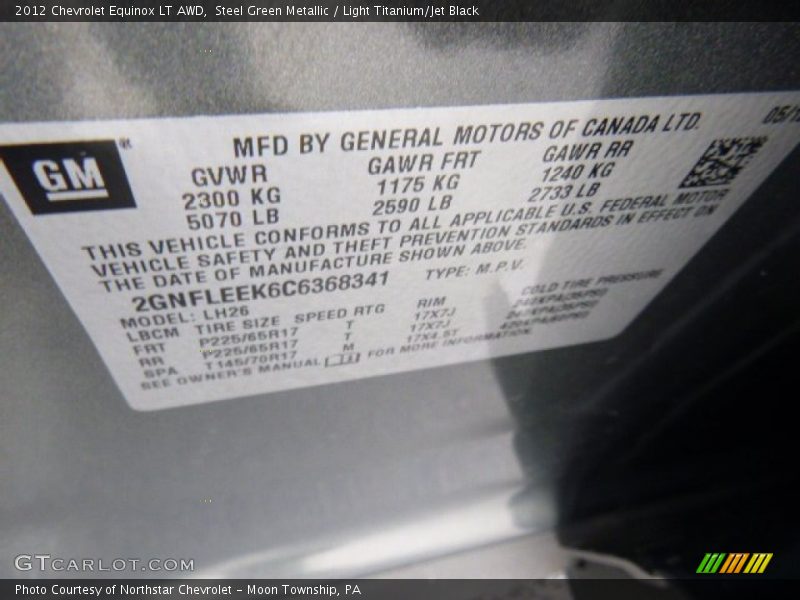 2012 Chevrolet Equinox LT AWD, Steel Green Metallic / Light Titanium/Jet Black
GM
MFD BY GENERAL MOTORS OF CANADA LTD.
GVWR GAWR FRT GAWR RR
2300 KG 1175 KG 1240 KG
5070 LB 2590 LB 2733 LB
THIS VEHICLE CONFORMS TO ALL APPLICABLE U.S. FEDERAL MOTOR
VEHICLE SAFETY AND THEFT PREVENTION STANDARDS IN EFFECT ON
THE DATE OF MANUFACTURE SHOWN ABOVE.
2GNFLEEK6C6368341 TYPE: M.P.V.
MODEL: LH26
LBCM TIRE SIZE SPEED RTG RIM COLD TIRE PRESSURE
FRT P225/65R17 T 17X7J
RR P225/65R17 T 17X7J
SPA T145/70R17 M 17X4 ST
SEE OWNER'S MANUAL FOR MORE INFORMATION.
GTCARLOT.COM
Photo Courtesy of Northstar Chevrolet - Moon Township, PA